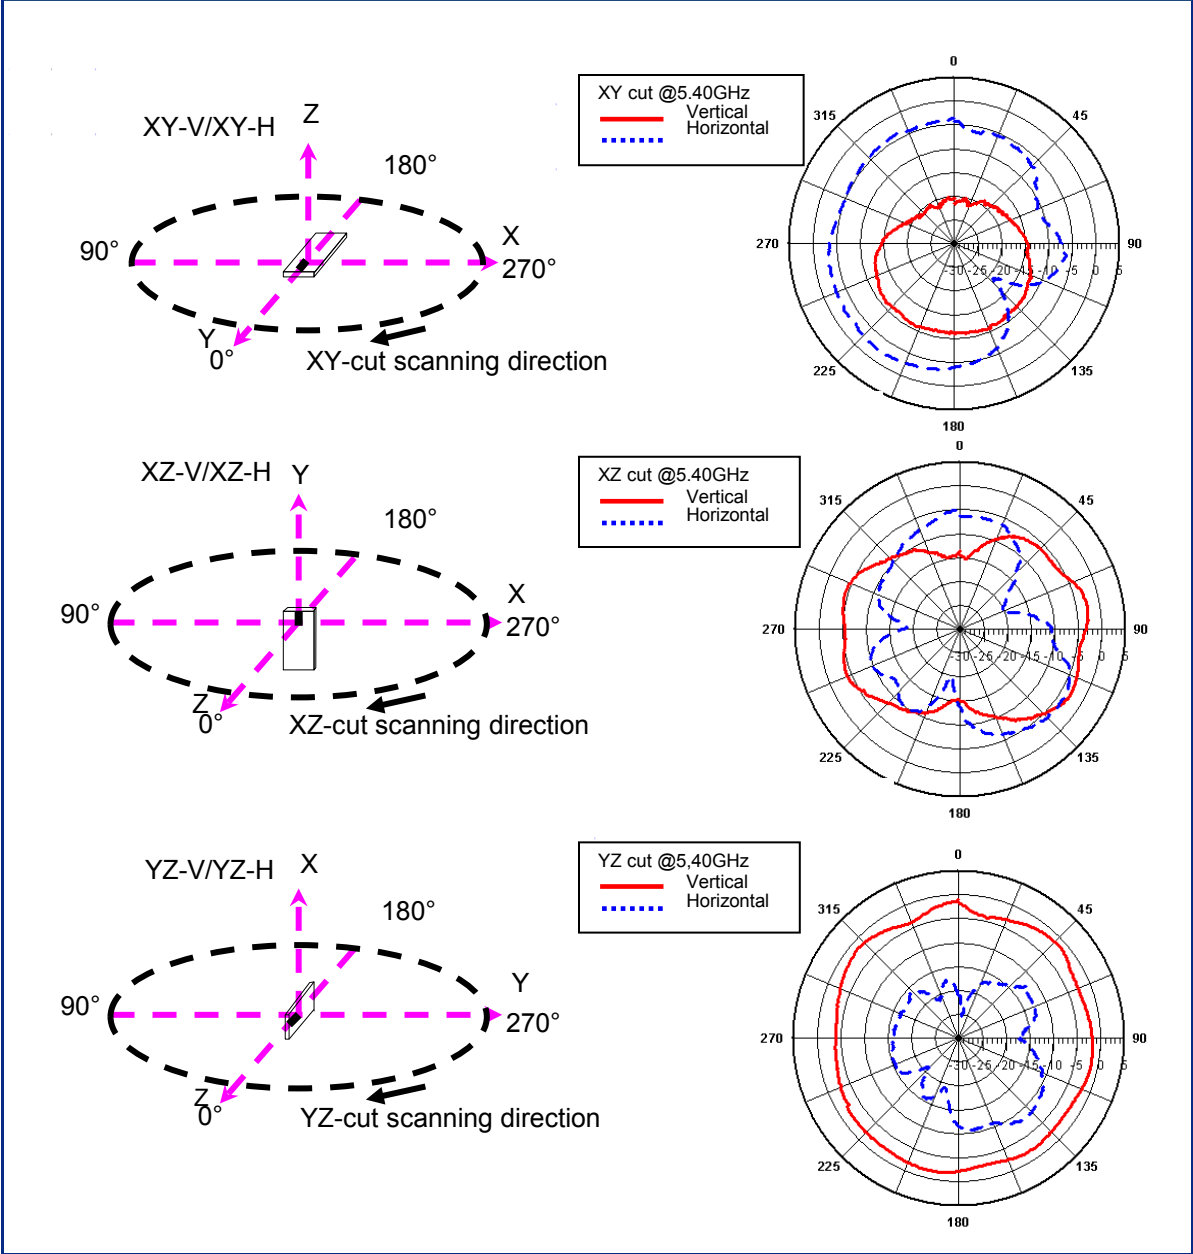 XY-V/XY-H
Z
180°
90°
X
270°
Y
0°
XY-cut scanning direction
XY cut @5.40GHz
Vertical
Horizontal
0
315
45
270
90
-30 -25 -20 -15 -10 -5 0 5
225
135
180
XZ-V/XZ-H
Y
180°
90°
X
270°
Z
0°
XZ-cut scanning direction
XZ cut @5.40GHz
Vertical
Horizontal
0
315
45
270
90
-30 -25 -20 -15 -10 -5 0 5
225
135
180
YZ-V/YZ-H
X
180°
90°
Y
270°
Z
0°
YZ-cut scanning direction
YZ cut @5,40GHz
Vertical
Horizontal
0
315
45
270
90
-30 -25 -20 -15 -10 -5 0 5
225
135
180